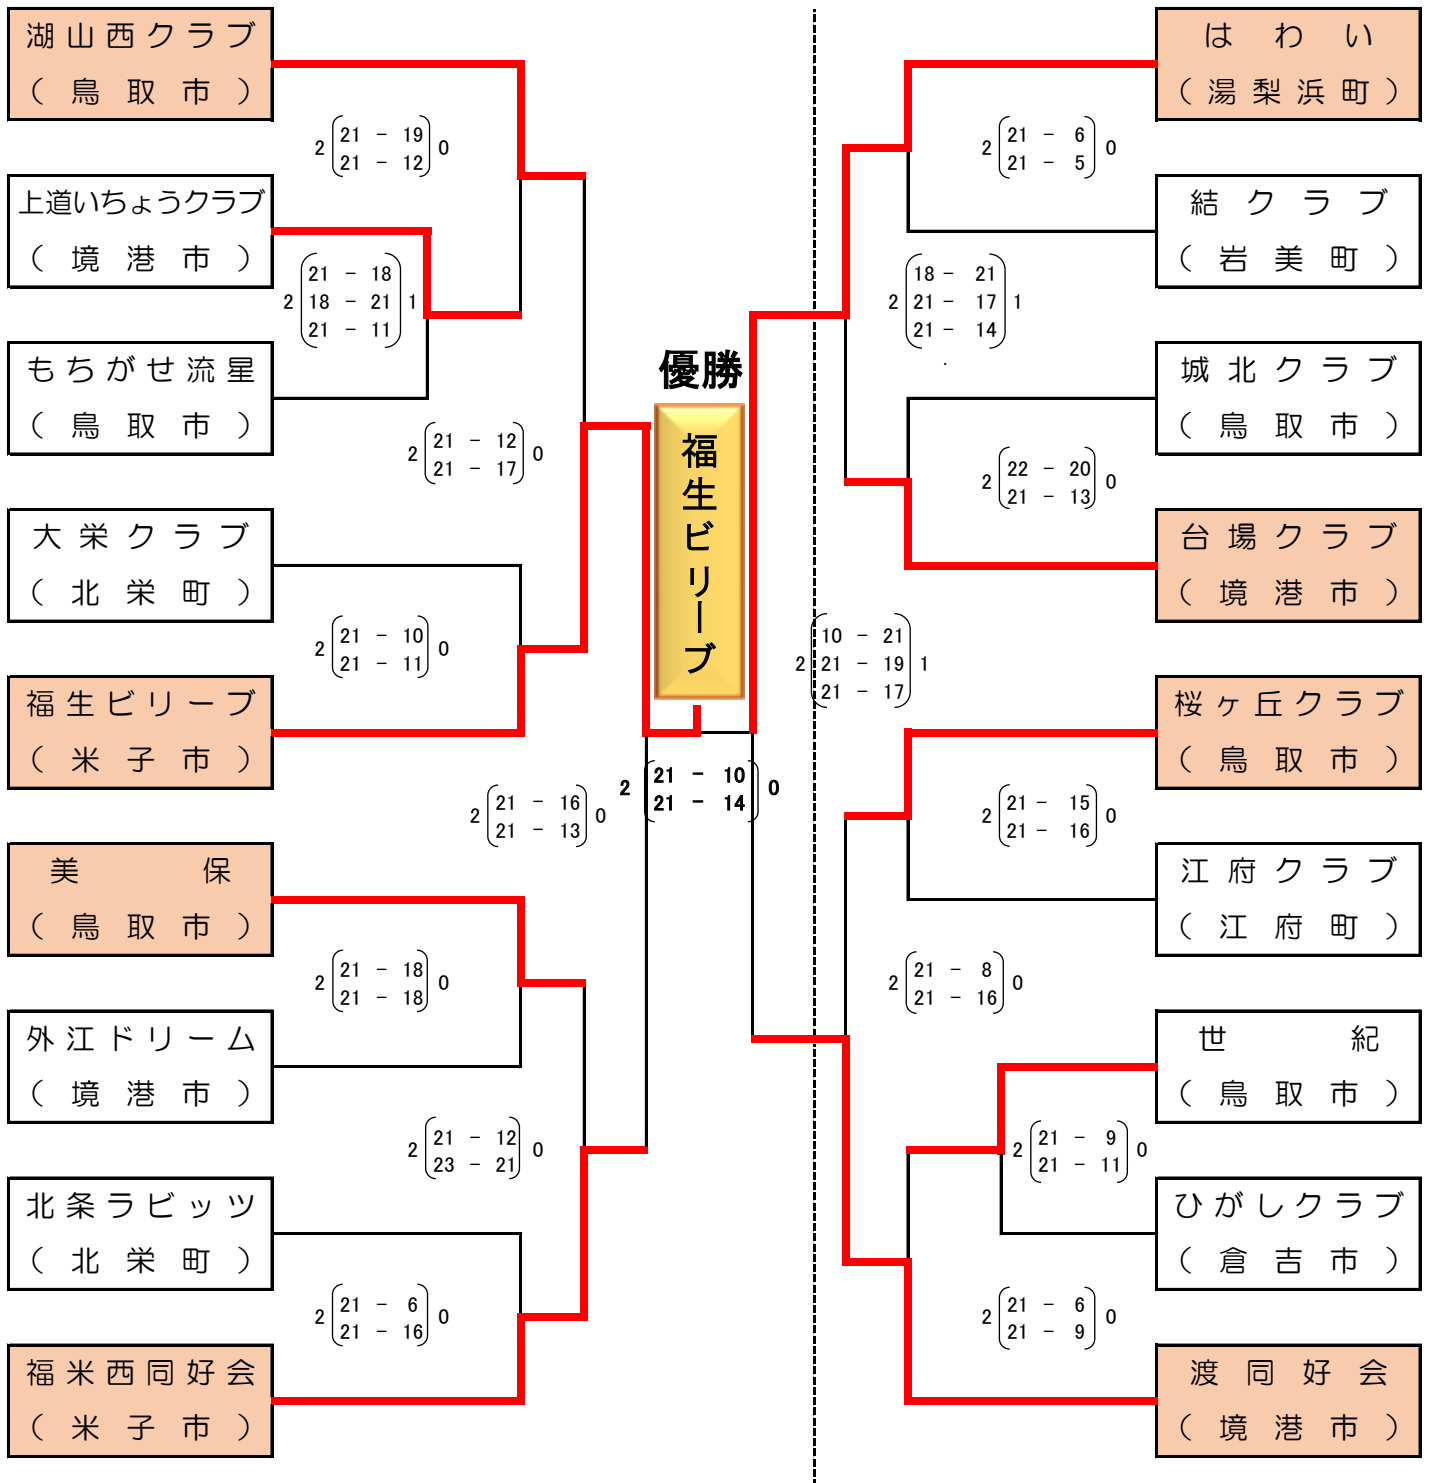 湖山西クラブ
（鳥取市）
2 21 - 19 0
21 - 12
上道いちょうクラブ
（境港市）
21 - 18
2 18 - 21 1
21 - 11
もちがせ流星
（鳥取市）
2 21 - 12 0
21 - 17
大栄クラブ
（北栄町）
2 21 - 10 0
21 - 11
福生ビリーブ
（米子市）
2 21 - 16 0
21 - 13
美保
（鳥取市）
2 21 - 18 0
21 - 18
外江ドリーム
（境港市）
2 21 - 12 0
23 - 21
北条ラビッツ
（北栄町）
2 21 - 6 0
21 - 16
福米西同好会
（米子市）
優勝
福生ビリーブ
2 21 - 10 0
21 - 14
はわい
（湯梨浜町）
2 21 - 6 0
21 - 5
結クラブ
（岩美町）
18 - 21
2 21 - 17 1
21 - 14
.
城北クラブ
（鳥取市）
2 22 - 20 0
21 - 13
台場クラブ
（境港市）
10 - 21
2 21 - 19 1
21 - 17
桜ヶ丘クラブ
（鳥取市）
2 21 - 15 0
21 - 16
江府クラブ
（江府町）
2 21 - 8 0
21 - 16
世紀
（鳥取市）
2 21 - 9 0
21 - 11
ひがしクラブ
（倉吉市）
2 21 - 6 0
21 - 9
渡同好会
（境港市）